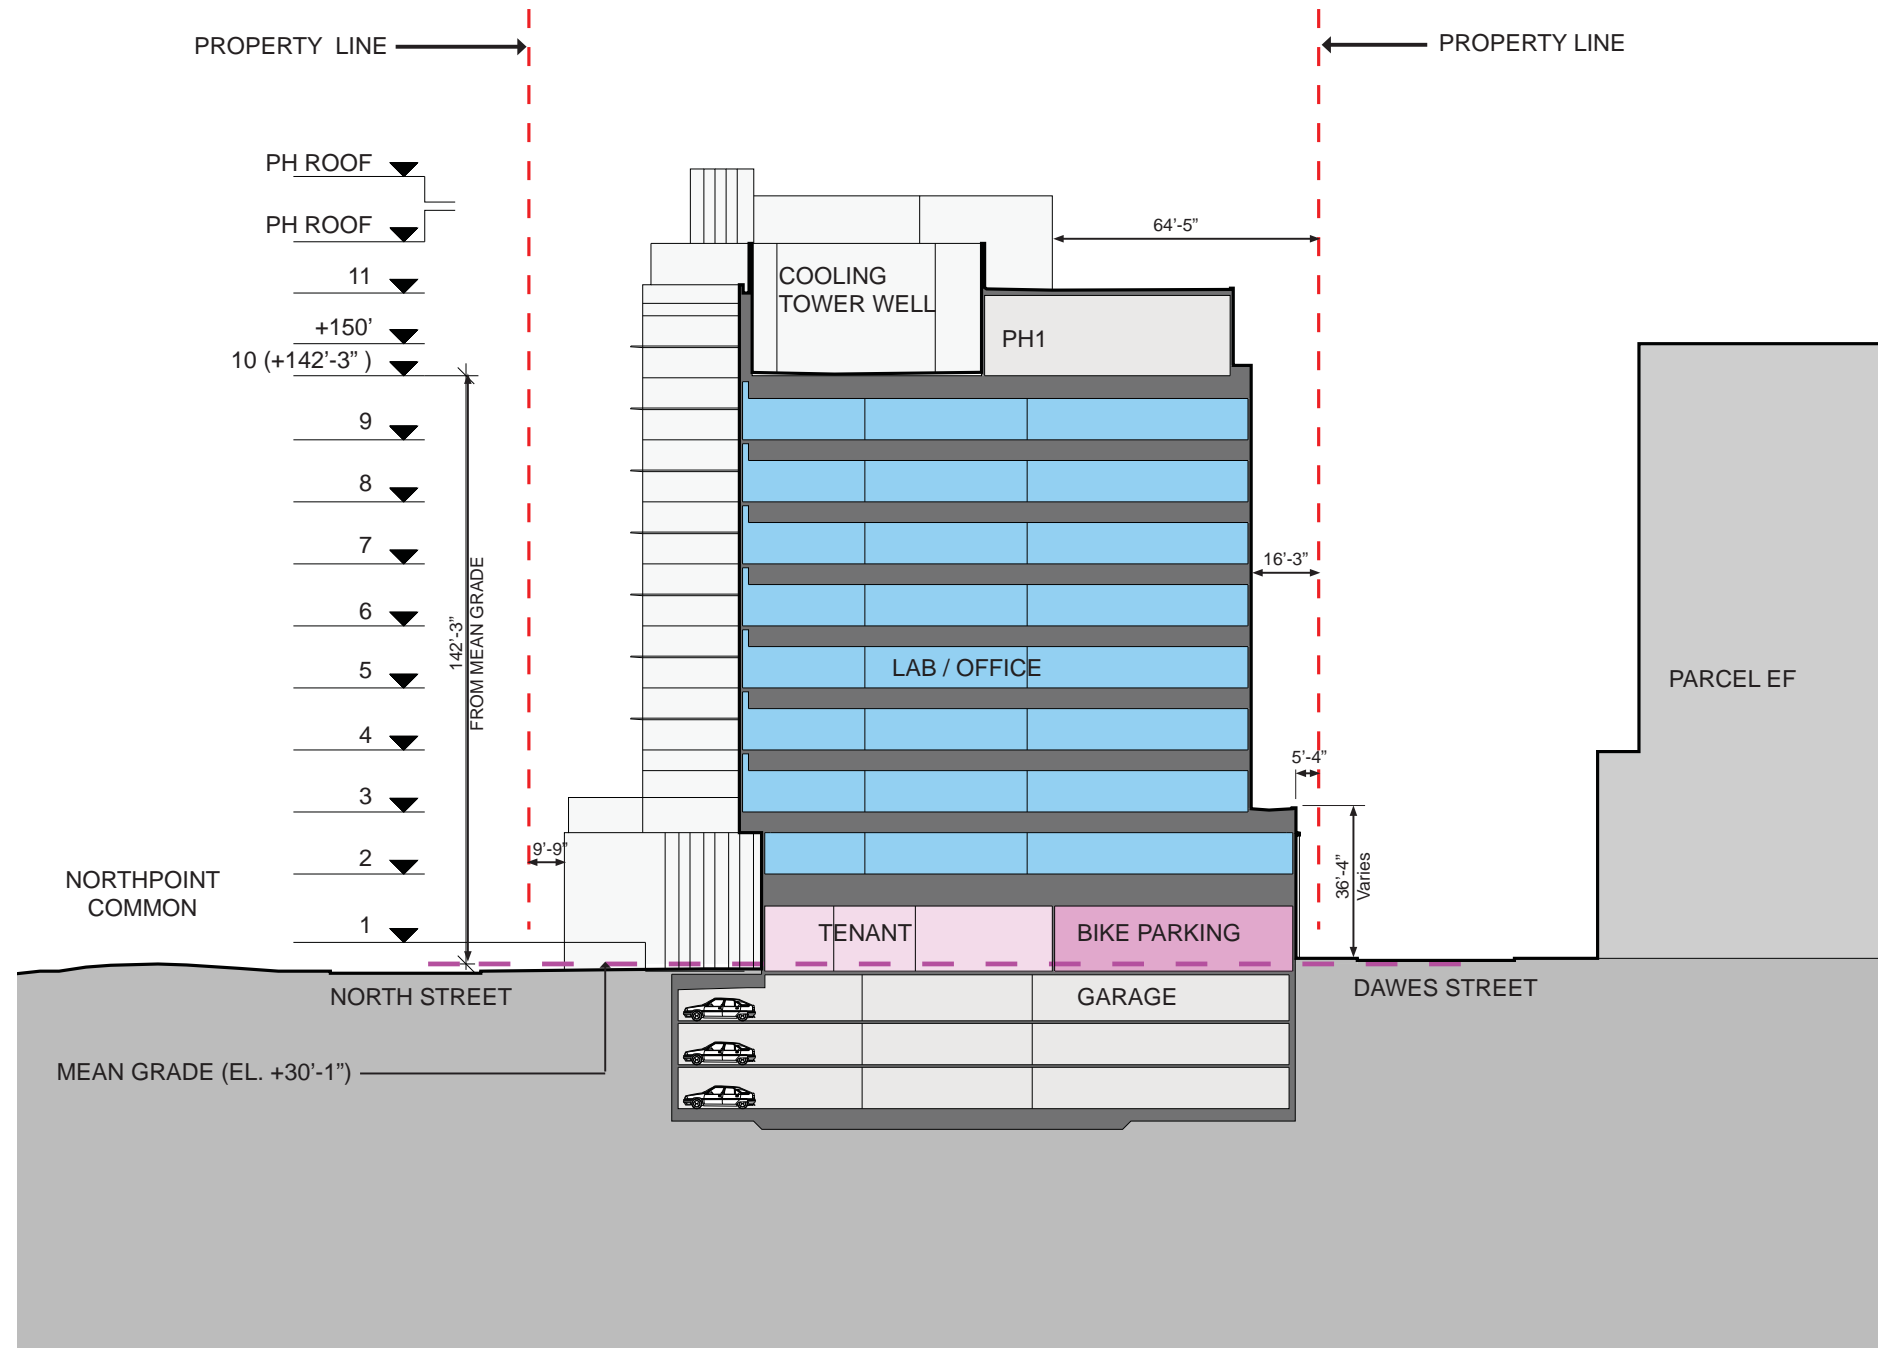 PROPERTY LINE
PROPERTY LINE
PH ROOF
PH ROOF
64'-5”
11
COOLING
TOWER WELL
+150’
PH1
10 (+142'-3” )
9
8
7
16’-3”
6
142’-3”
FROM MEAN GRADE
5
LAB / OFFICE
PARCEL EF
4
5’-4”
3
9’-9”
2
36’-4”
Varies
NORTHPOINT
COMMON
1
TENANT
BIKE PARKING
NORTH STREET
GARAGE
DAWES STREET
MEAN GRADE (EL. +30’-1”)